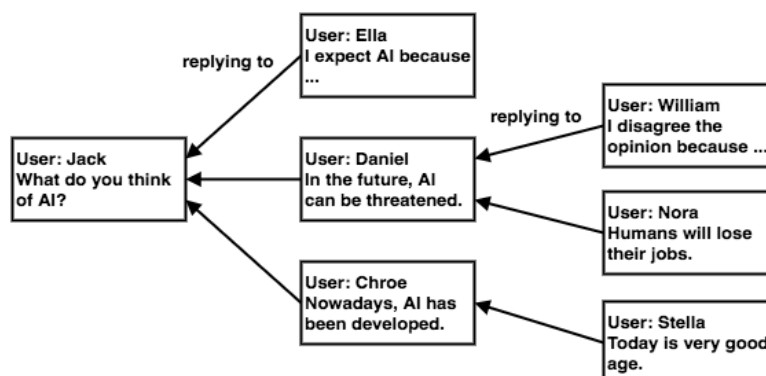 User: Ella
I expect AI because
...
replying to
replying to
User: William
I disagree the
opinion because ...
User: Jack
What do you think
of AI?
User: Daniel
In the future, AI
can be threatened.
User: Nora
Humans will lose
their jobs.
User: Chroe
Nowadays, AI has
been developed.
User: Stella
Today is very good
age.